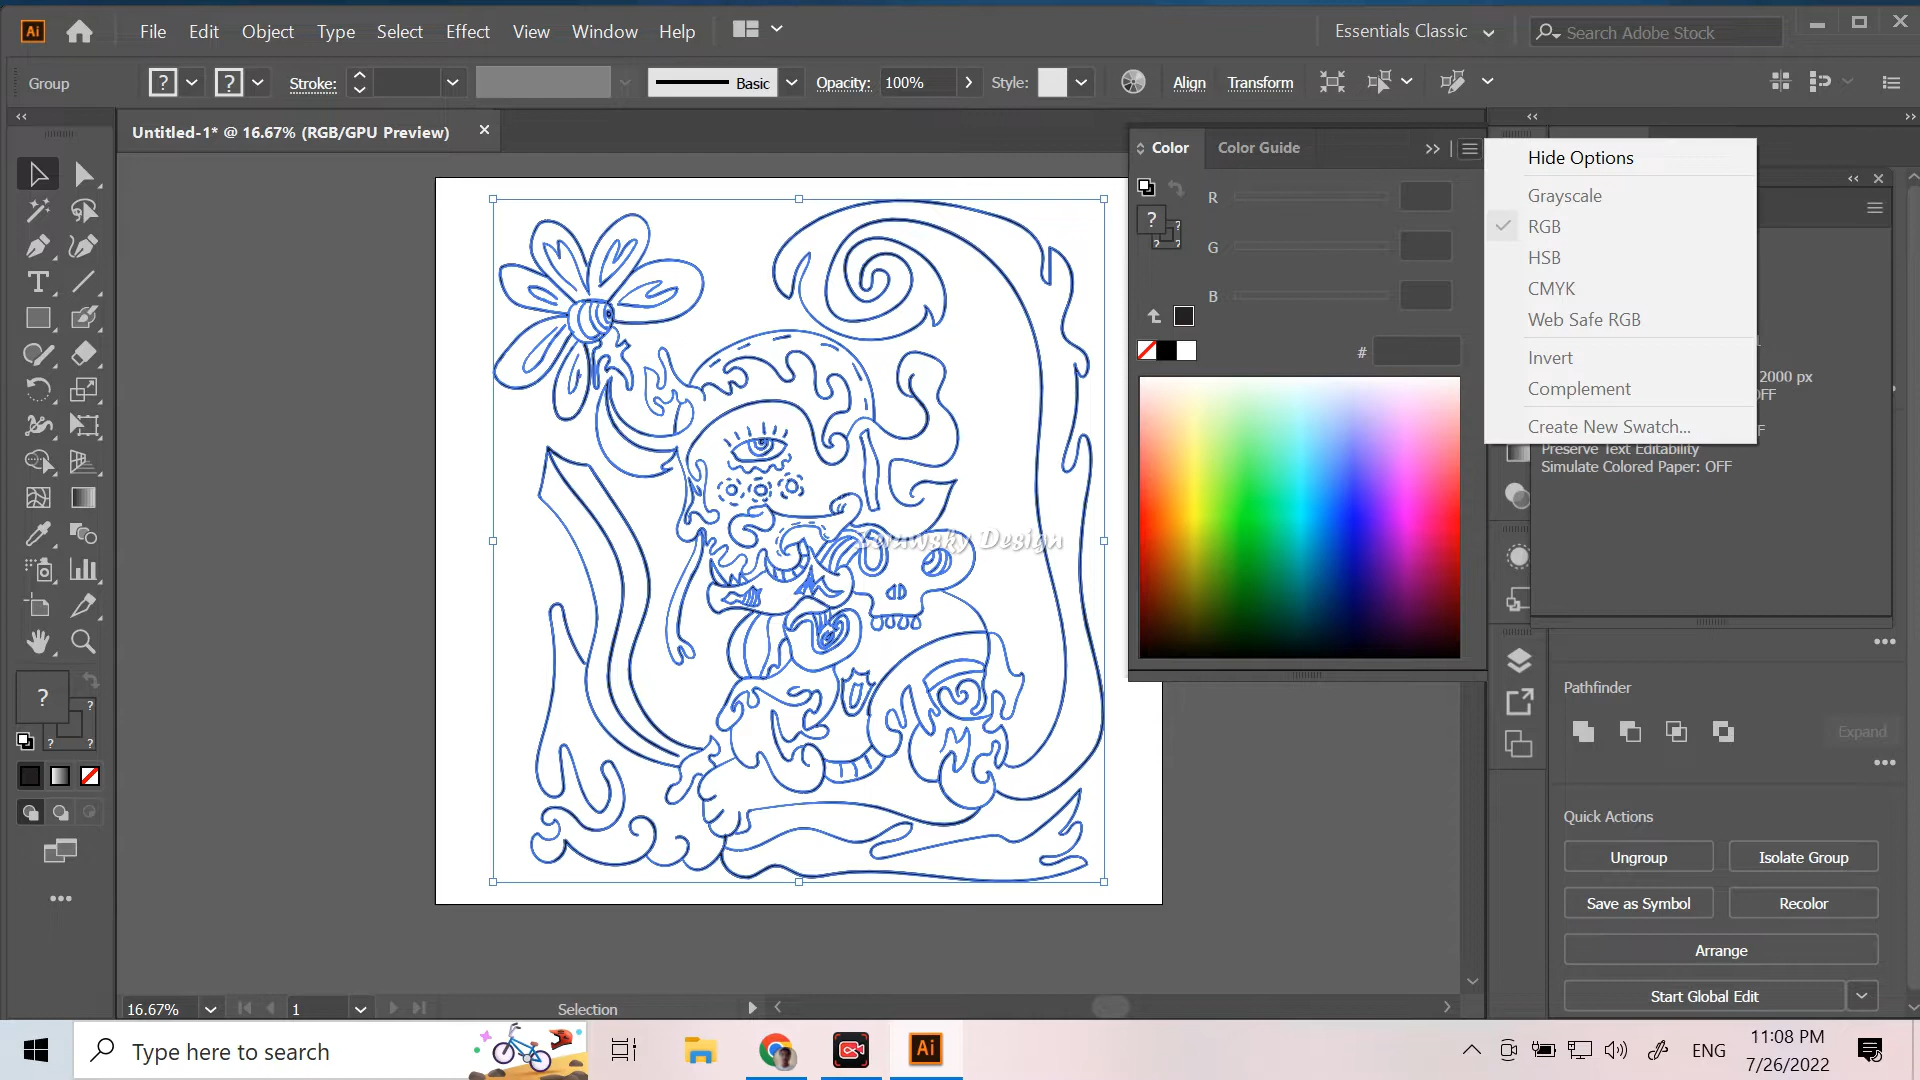 Ai File Edit Object Type Select Effect View Window Help Essentials Classic Search Adobe Stock
Group ? ? Stroke: Basic Opacity: 100% Style: Align Transform
Untitled-1* @ 16.67% (RGB/GPU Preview)
Color Color Guide
R
G
B
#
Hide Options
Grayscale
RGB
HSB
CMYK
Web Safe RGB
Invert
Complement
Create New Swatch...
2000 px
OFF
Preserve Text Editability
Simulate Colored Paper: OFF
Design
Pathfinder
Expand
Quick Actions
Ungroup Isolate Group
Save as Symbol Recolor
Arrange
Start Global Edit
16.67% 1 Selection
Type here to search
Ai
ENG
11:08 PM
7/26/2022